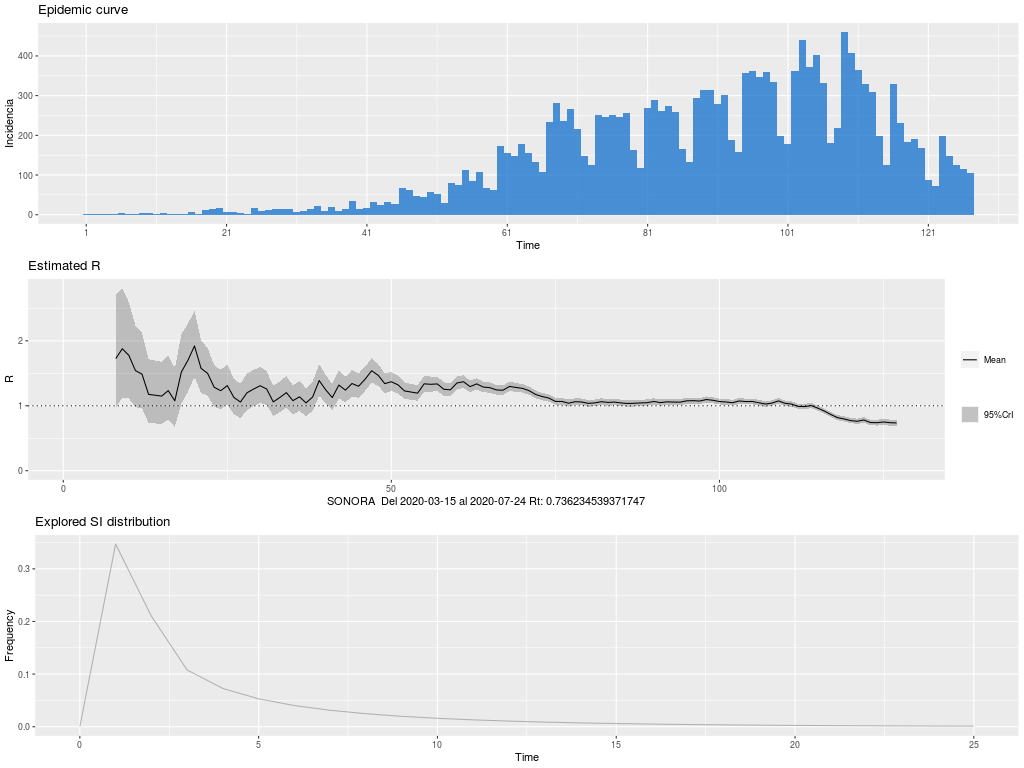 Epidemic curve
400
300
200
100
0
Incidencia
1 21 41 61 81 101 121
Time
Estimated R
2
1
0
R
0 50 100
SONORA Del 2020-03-15 al 2020-07-24 Rt: 0.736234539371747
Mean
95%CrI
Explored SI distribution
0.3
0.2
0.1
0.0
Frequency
0 5 10 15 20 25
Time